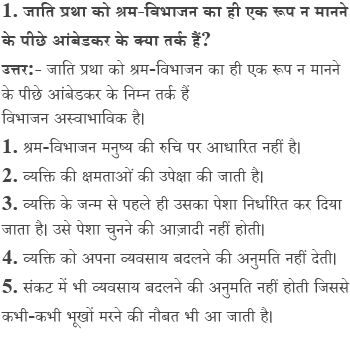 1. जाति प्रथा को श्रम-विभाजन का ही एक रूप न मानने
के पीछे आंबेडकर के क्या तर्क हैं?
उत्तर:- जाति प्रथा को श्रम-विभाजन का ही एक रूप न मानने
के पीछे आंबेडकर के निम्न तर्क हैं
विभाजन अस्वाभाविक है।
1. श्रम-विभाजन मनुष्य की रुचि पर आधारित नहीं है।
2. व्यक्ति की क्षमताओं की उपेक्षा की जाती है।
3. व्यक्ति के जन्म से पहले ही उसका पेशा निर्धारित कर दिया
जाता है। उसे पेशा चुनने की आज़ादी नहीं होती।
4. व्यक्ति को अपना व्यवसाय बदलने की अनुमति नहीं देती।
5. संकट में भी व्यवसाय बदलने की अनुमति नहीं होती जिससे
कभी-कभी भूखों मरने की नौबत भी आ जाती है।